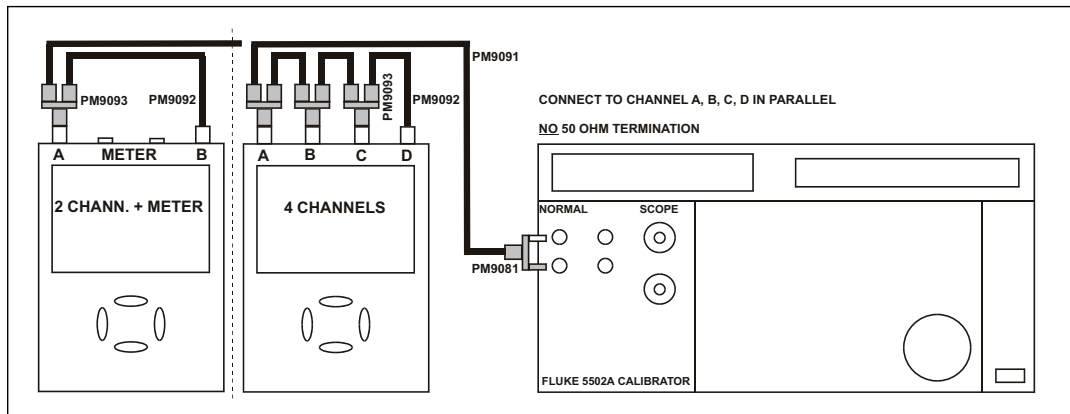 PM9091
PM9093
PM9092
PM9093
PM9092
CONNECT TO CHANNEL A, B, C, D IN PARALLEL
NO 50 OHM TERMINATION
A METER B
A B C D
2 CHANN. + METER
4 CHANNELS
NORMAL SCOPE
PM9081
FLUKE 5502A CALIBRATOR